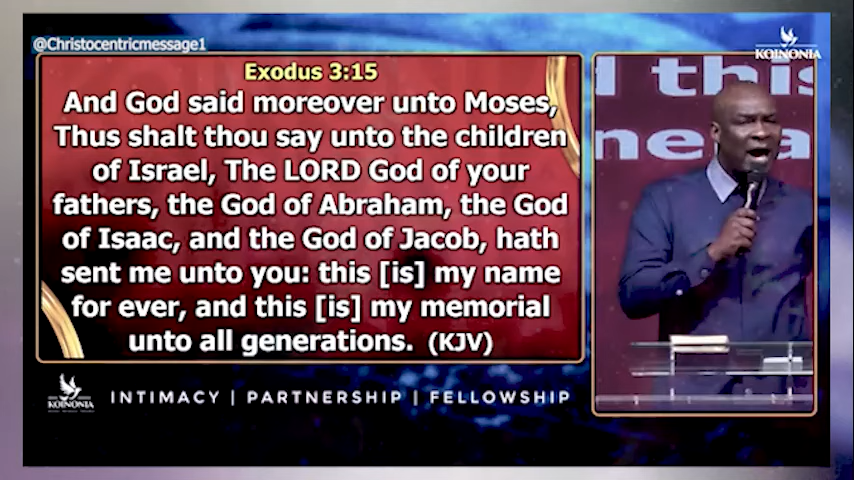 @Christocentricmessage1
KOINONIA
Exodus 3:15
And God said moreover unto Moses,
Thus shalt thou say unto the children
of Israel, The LORD God of your
fathers, the God of Abraham, the God
of Isaac, and the God of Jacob, hath
sent me unto you: this [is] my name
for ever, and this [is] my memorial
unto all generations. (KJV)
d this
nera
KOINONIA
INTIMACY | PARTNERSHIP | FELLOWSHIP